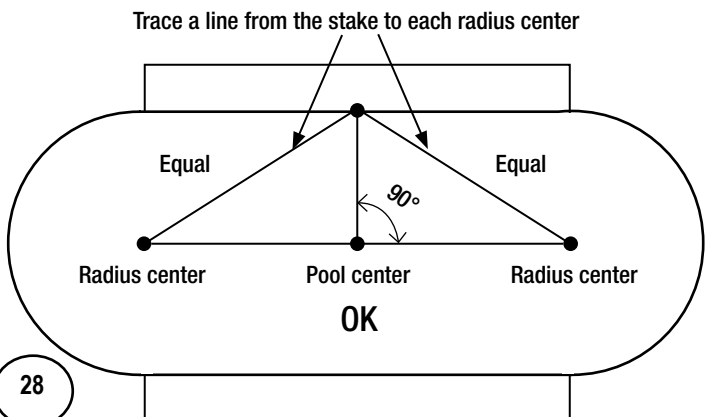 Trace a line from the stake to each radius center
Equal
Equal
90°
Radius center
Pool center
Radius center
OK
28